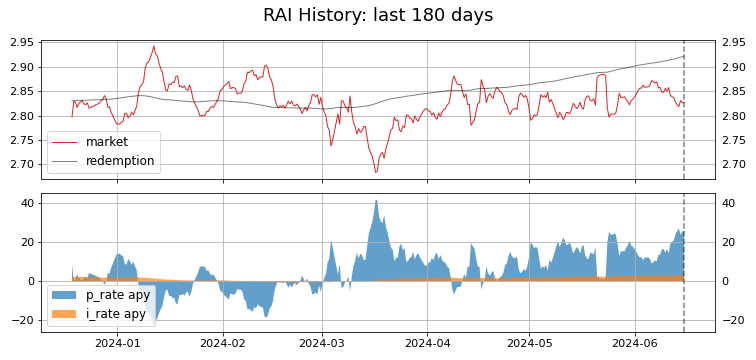 RAI History: last 180 days
2.95 2.95
2.90 2.90
2.85 2.85
2.80 2.80
2.75 2.75
2.70 2.70
market
redemption
40 40
20 20
0 0
−20 −20
p_rate apy
i_rate apy
2024-01 2024-02 2024-03 2024-04 2024-05 2024-06